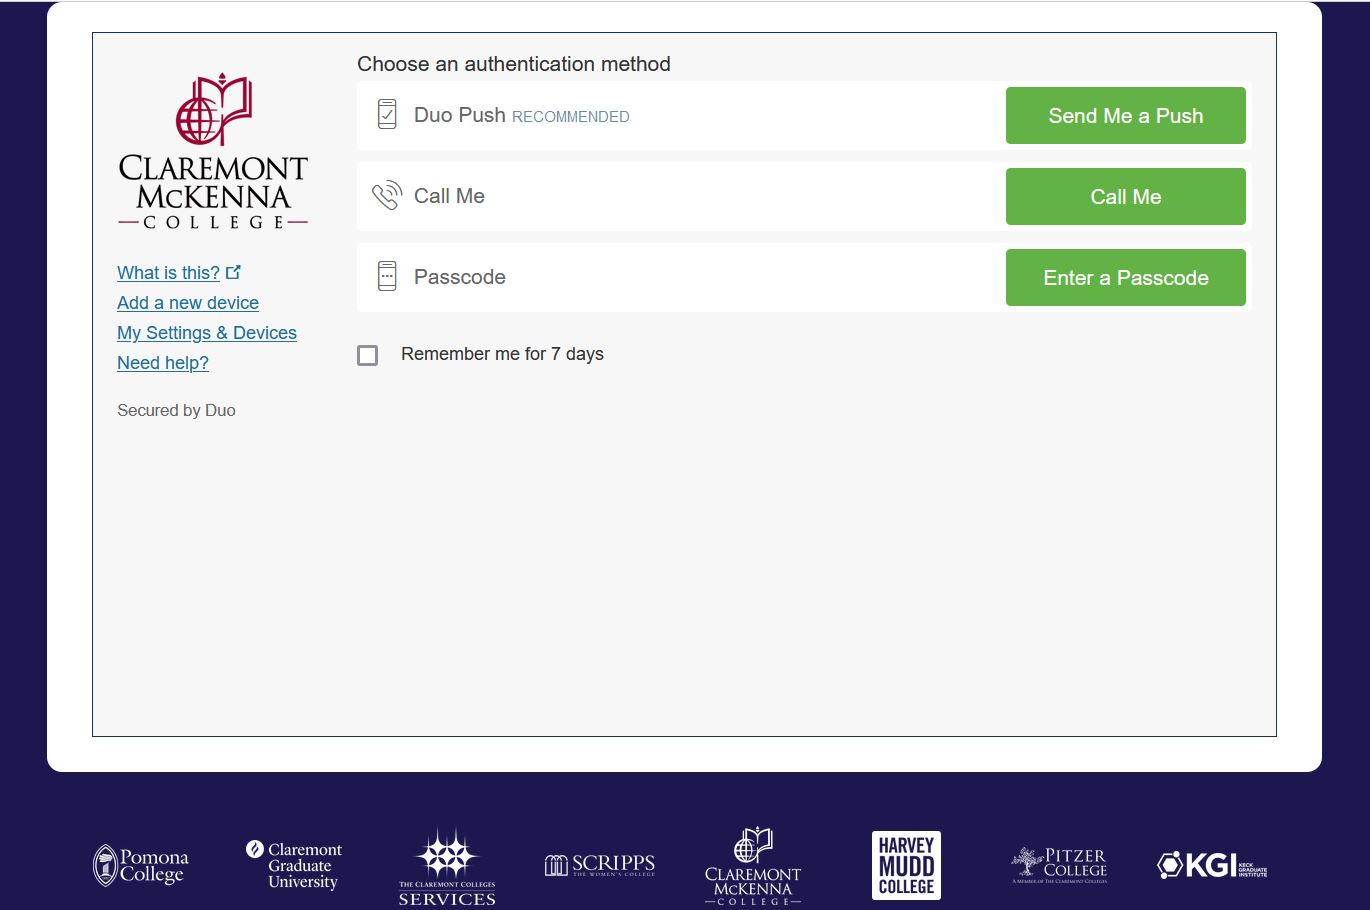 Choose an authentication method
Duo Push RECOMMENDED
Send Me a Push
Call Me
Call Me
Passcode
Enter a Passcode
Remember me for 7 days
CLAREMONT
MCKENNA
COLLEGE
What is this?
Add a new device
My Settings & Devices
Need help?
Secured by Duo
Pomona
College
Claremont
Graduate
University
THE CLAREMONT COLLEGES
SERVICES
SCRIPPS
THE WOMEN'S COLLEGE
CLAREMONT
MCKENNA
COLLEGE
HARVEY
MUDD
COLLEGE
PITZER
COLLEGE
A MEMBER OF THE CLAREMONT COLLEGES
KGI
KECK
GRADUATE
INSTITUTE